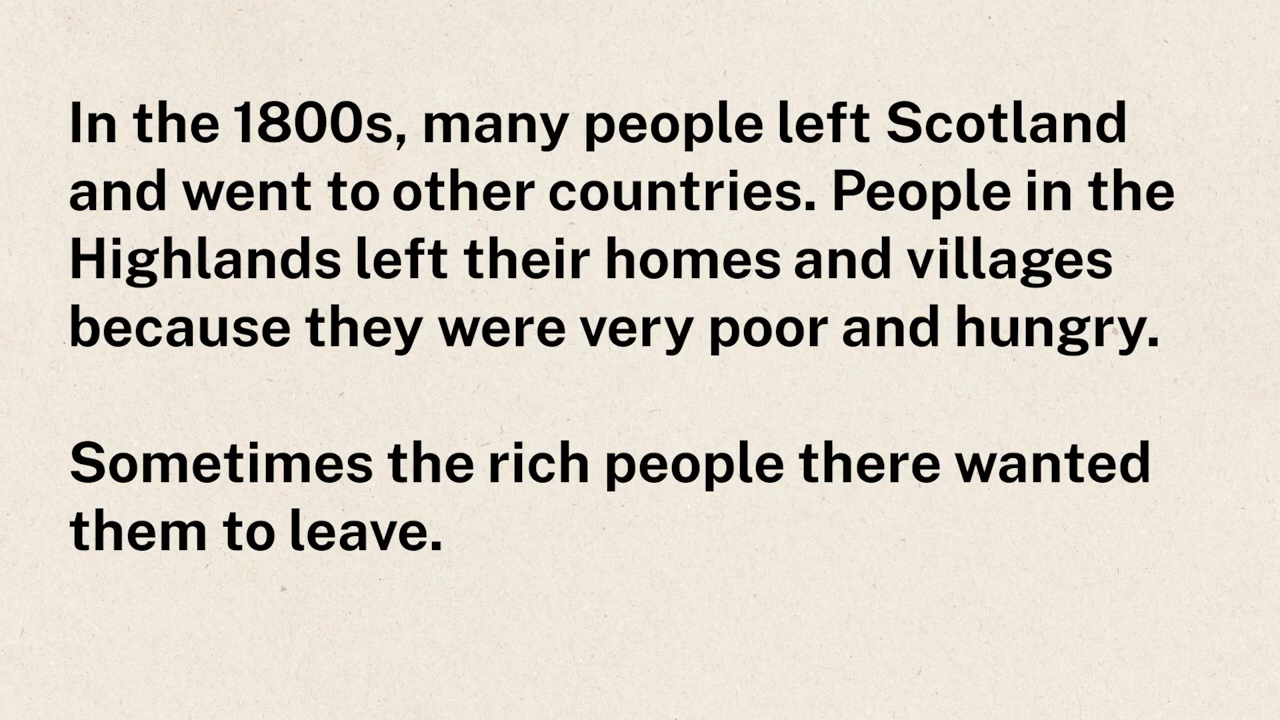 In the 1800s, many people left Scotland
and went to other countries. People in the
Highlands left their homes and villages
because they were very poor and hungry.
Sometimes the rich people there wanted
them to leave.